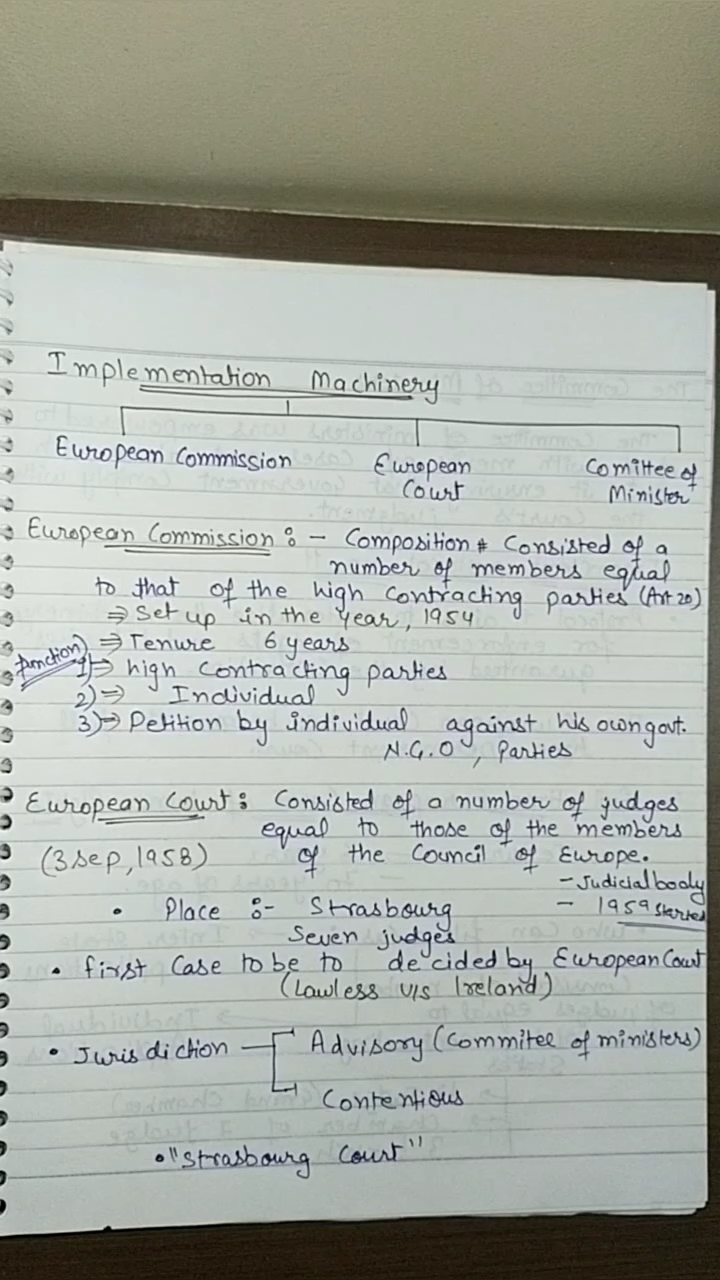 Implementation Machinery
European Commission European Court Comittee of Minister
European Commission :- Composition # Consisted of a
number of members equal
to that of the high contracting parties (Art 20)
⇒ Set up in the year, 1954
⇒ Tenure 6 years
function) 1)⇒ high contracting parties
2)⇒ Individual
3)⇒ Petition by individual against his own govt.
N.G.O, Parties
European Court : Consisted of a number of judges
equal to those of the members
(3 Sep, 1958) of the Council of Europe.
- Judicial body
• Place :- Strasbourg - 1959 started
Seven judges
• first Case to be to decided by European Court
(Lawless v/s Ireland)
• Jurisdiction Advisory (Commitee of ministers)
Contentious
• "Strasbourg Court"